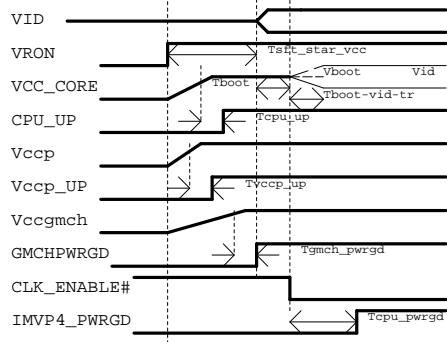 VID
VRON
Tsft_star_vcc
VCC_CORE
Vboot Vid
Tboot
Tboot-vid-tr
CPU_UP
Tcpu_up
Vccp
Vccp_UP
Tvccp_up
Vccgmch
GMCHPWRGD
Tgmch_pwrgd
CLK_ENABLE#
IMVP4_PWRGD
Tcpu_pwrgd